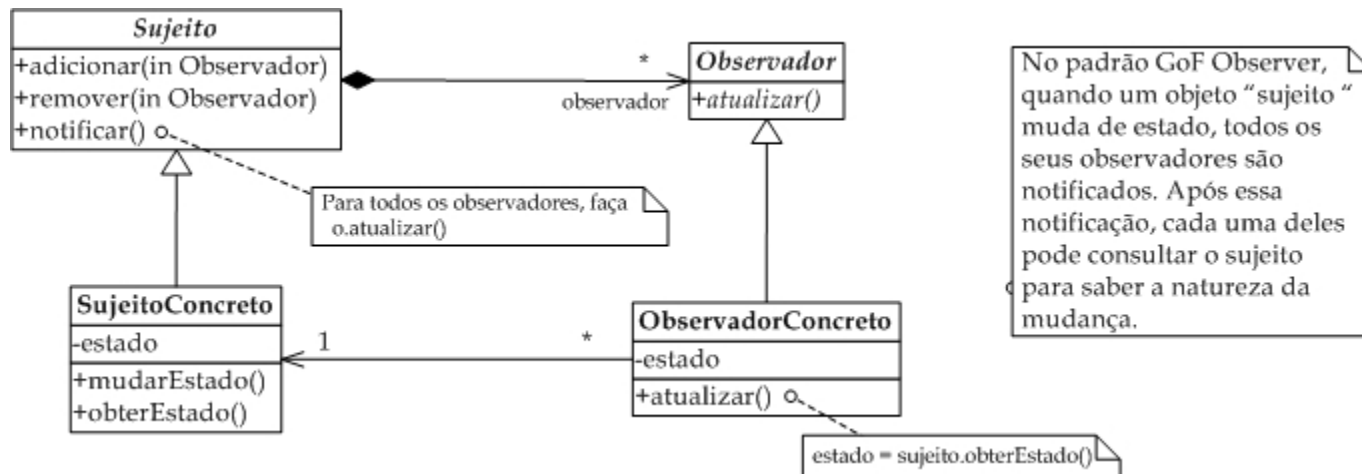 Sujeito
+adicionar(in Observador)
+remover(in Observador)
+notificar()
*
observador
Observador
+atualizar()
Para todos os observadores, faça
o.atualizar()
SujeitoConcreto
-estado
+mudarEstado()
+obterEstado()
1
*
ObservadorConcreto
-estado
+atualizar()
estado = sujeito.obterEstado()
No padrão GoF Observer,
quando um objeto “sujeito “
muda de estado, todos os
seus observadores são
notificados. Após essa
notificação, cada uma deles
pode consultar o sujeito
para saber a natureza da
mudança.